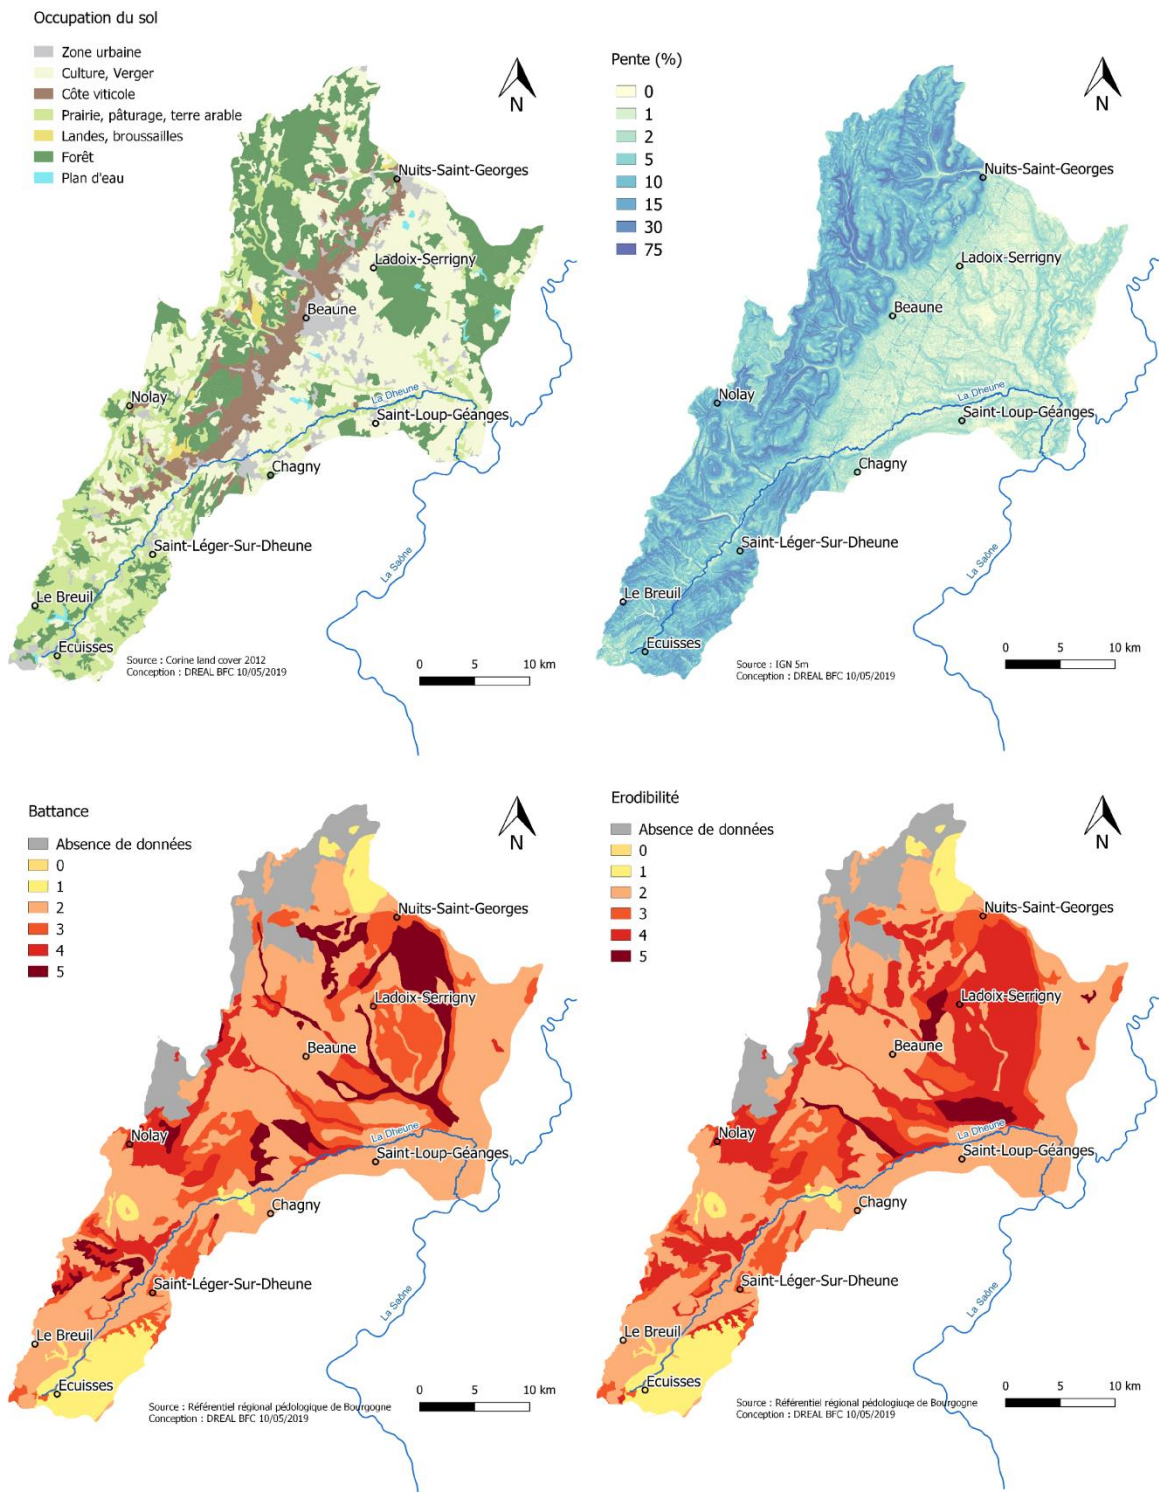 Occupation du sol
Zone urbaine
Culture, Verger
Côte viticole
Prairie, pâturage, terre arable
Landes, broussailles
Forêt
Plan d'eau
N
Nuits-Saint-Georges
Ladoix-Serrigny
Beaune
Nolay
La Dheune
Saint-Loup-Géanges
Chagny
Saint-Léger-Sur-Dheune
La Saône
Le Breuil
Ecuisses
Source : Corine land cover 2012
Conception : DREAL BFC 10/05/2019
0 5 10 km
Pente (%)
0
1
2
5
10
15
30
75
N
Nuits-Saint-Georges
Ladoix-Serrigny
Beaune
Nolay
La Dheune
Saint-Loup-Géanges
Chagny
Saint-Léger-Sur-Dheune
La Saône
Le Breuil
Ecuisses
Source : IGN 5m
Conception : DREAL BFC 10/05/2019
0 5 10 km
Battance
Absence de données
0
1
2
3
4
5
N
Nuits-Saint-Georges
Ladoix-Serrigny
Beaune
Nolay
La Dheune
Saint-Loup-Géanges
Chagny
Saint-Léger-Sur-Dheune
La Saône
Le Breuil
Ecuisses
Source : Référentiel régional pédologique de Bourgogne
Conception : DREAL BFC 10/05/2019
0 5 10 km
Erodibilité
Absence de données
0
1
2
3
4
5
N
Nuits-Saint-Georges
Ladoix-Serrigny
Beaune
Nolay
La Dheune
Saint-Loup-Géanges
Chagny
Saint-Léger-Sur-Dheune
La Saône
Le Breuil
Ecuisses
Source : Référentiel régional pédologiuqe de Bourgogne
Conception : DREAL BFC 10/05/2019
0 5 10 km